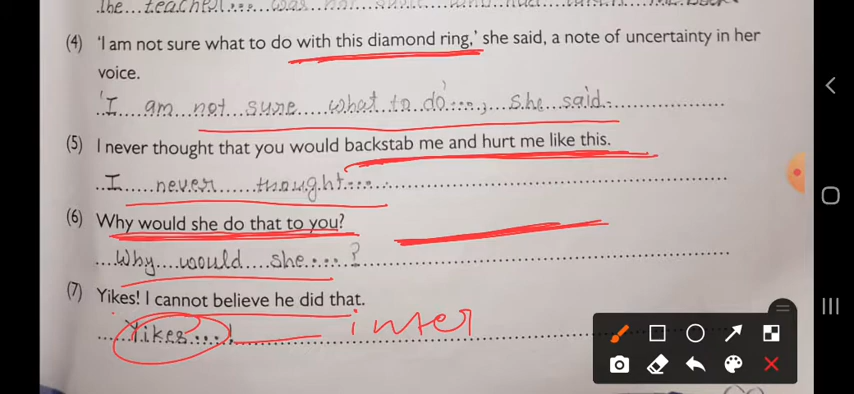 The... teacher...
(4) 'I am not sure what to do with this diamond ring,' she said, a note of uncertainty in her
voice.
'I am not sure what to do'...., she said.
(5) I never thought that you would backstab me and hurt me like this.
I never thought....
(6) Why would she do that to you?
Why would she....?
(7) Yikes! I cannot believe he did that.
Yikes....! inter